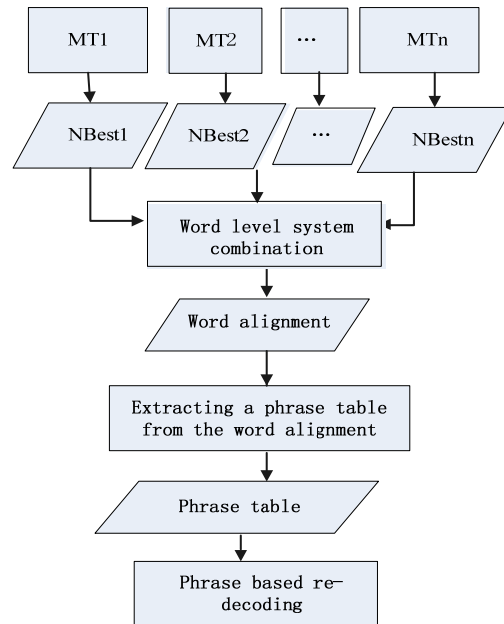 MT1
MT2
...
MTn
NBest1
NBest2
...
NBestn
Word level system
combination
Word alignment
Extracting a phrase table
from the word alignment
Phrase table
Phrase based re-
decoding